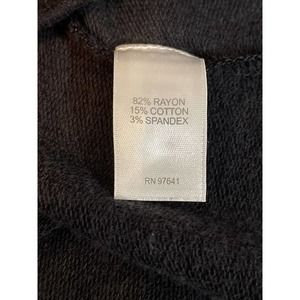 82% RAYON
15% COTTON
3% SPANDEX
RN 97641